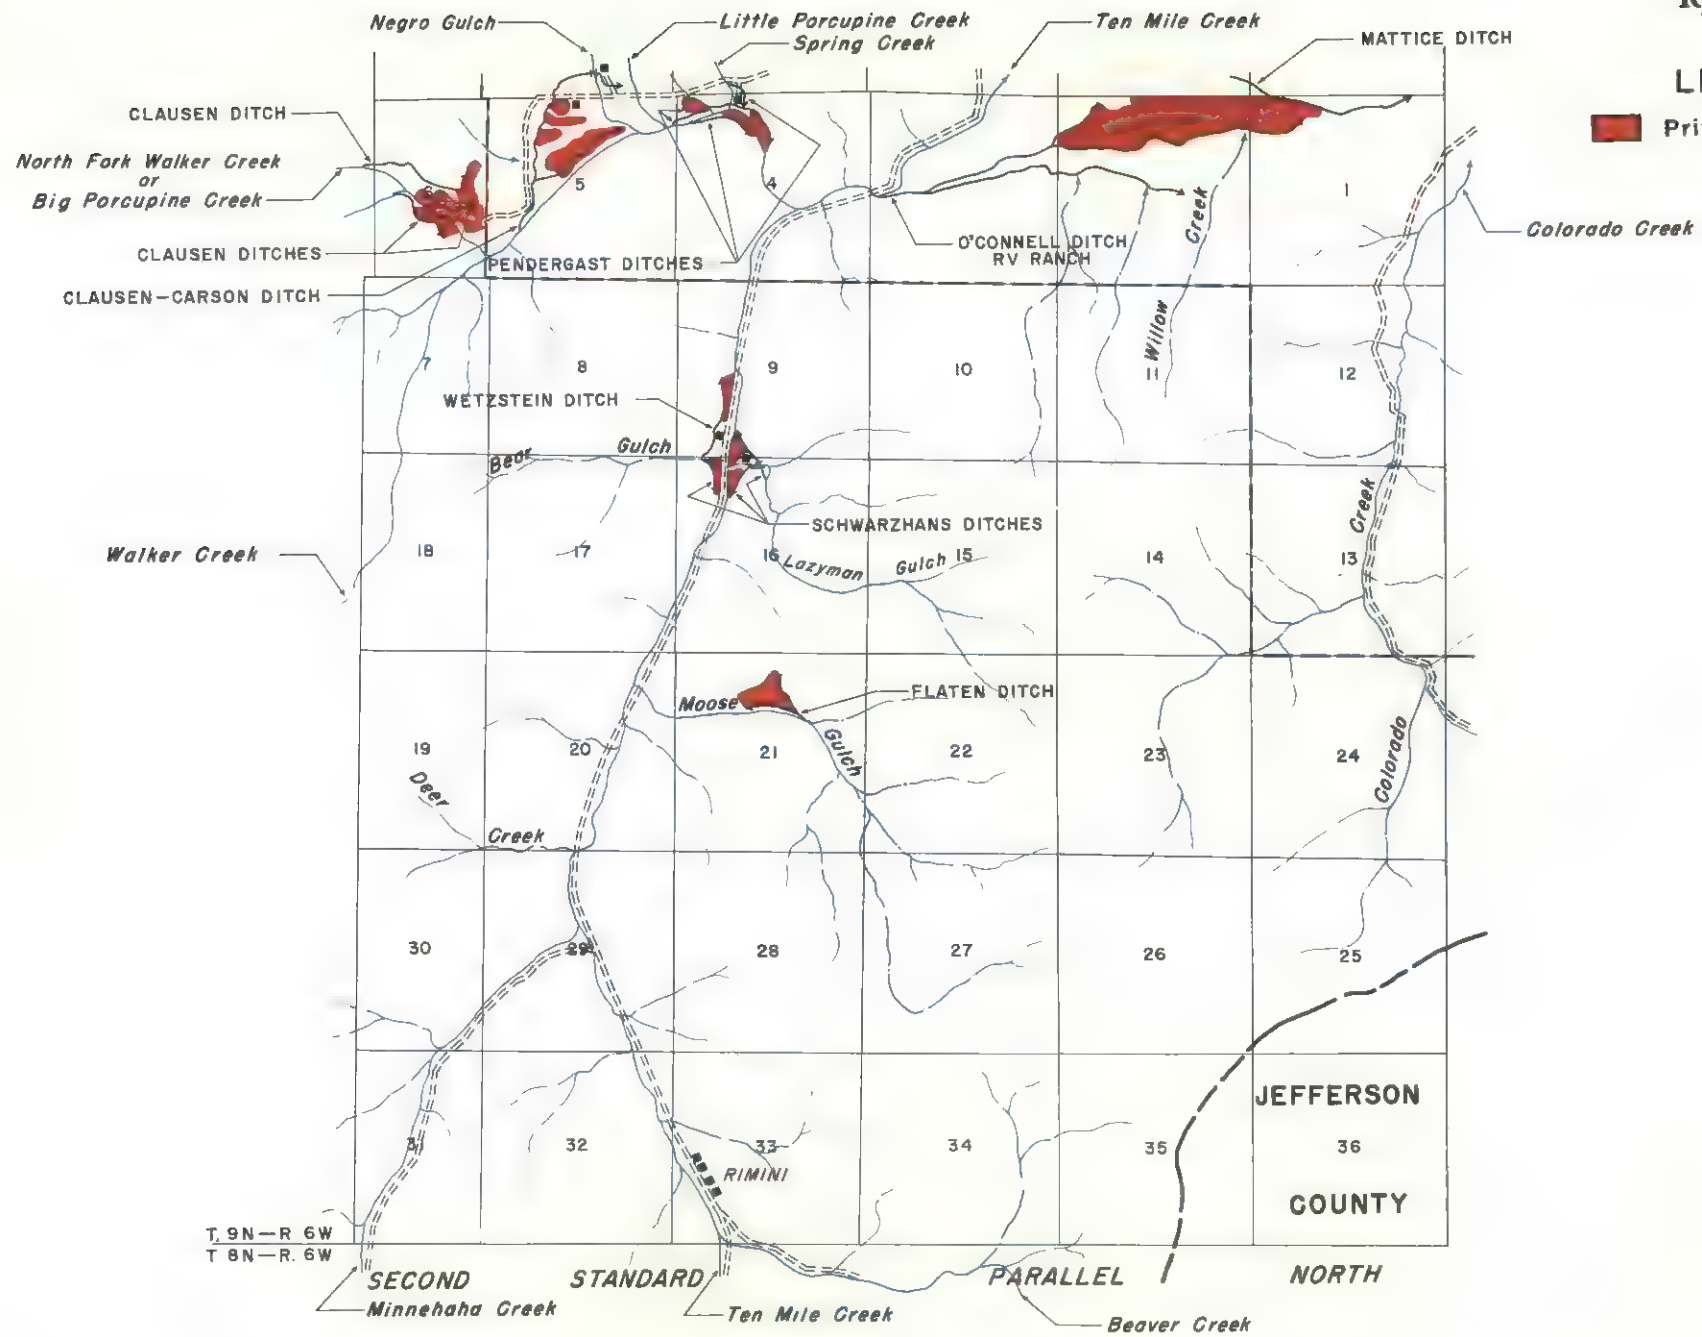 Negro Gulch
Little Porcupine Creek
Ten Mile Creek
Spring Creek
MATTICE DITCH
CLAUSEN DITCH
North Fork Walker Creek
or
Big Porcupine Creek
6
5
4
1
Creek
Colorado Creek
CLAUSEN DITCHES
PENDERGAST DITCHES
O'CONNELL DITCH
RV RANCH
CLAUSEN-CARSON DITCH
Willow
7
8
9
10
11
12
WETZSTEIN DITCH
Bear
Gulch
Creek
SCHWARZHANS DITCHES
Walker Creek
18
17
16
Lazyman
Gulch
15
14
13
Moose
FLATEN DITCH
Gulch
19
20
21
22
23
24
Colorado
Deer
Creek
30
29
28
27
26
25
JEFFERSON
31
32
33
34
35
36
RIMINI
COUNTY
T. 9N-R 6W
T 8N-R. 6W
SECOND STANDARD PARALLEL NORTH
Minnehaha Creek
Ten Mile Creek
Beaver Creek